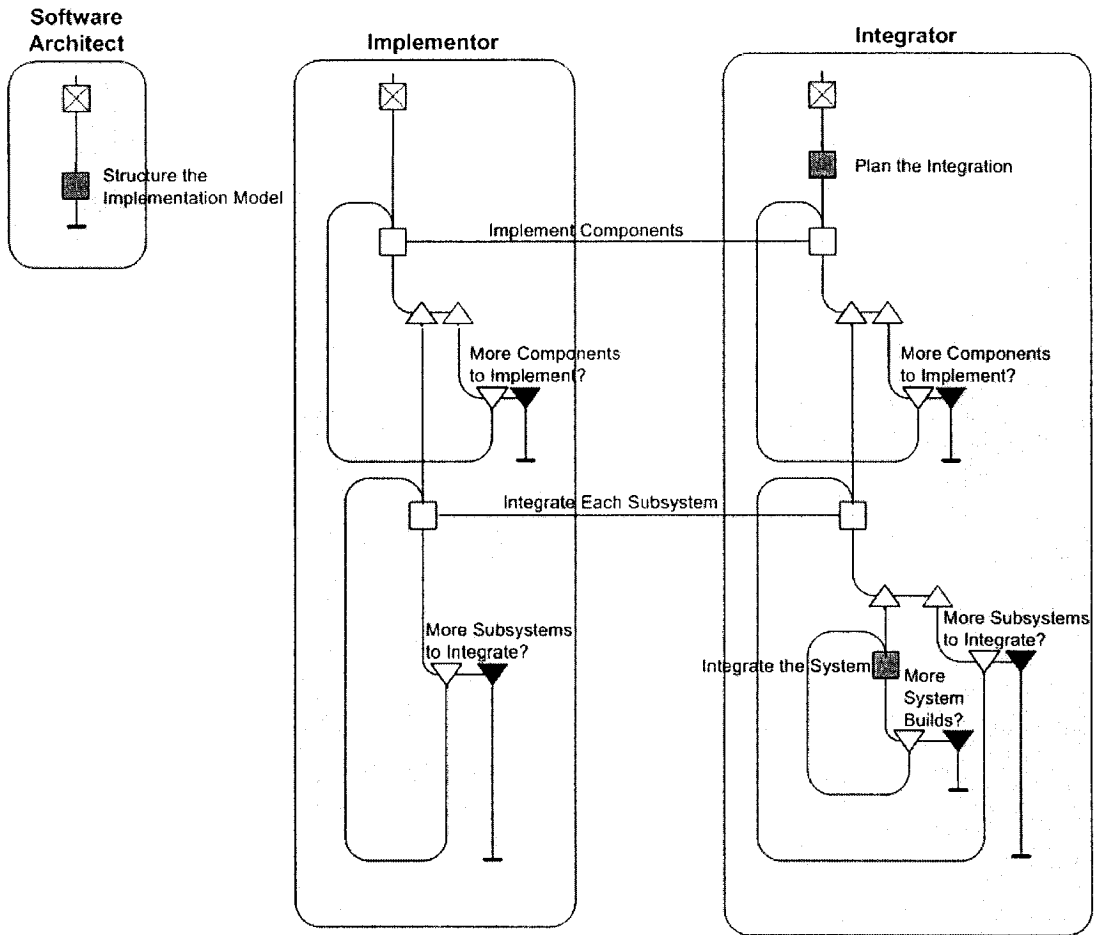 Software
Architect
Implementor
Integrator
Structure the
Implementation Model
Plan the Integration
Implement Components
More Components
to Implement?
More Components
to Implement?
Integrate Each Subsystem
More Subsystems
to Integrate?
More Subsystems
to Integrate?
Integrate the System
More
System
Builds?